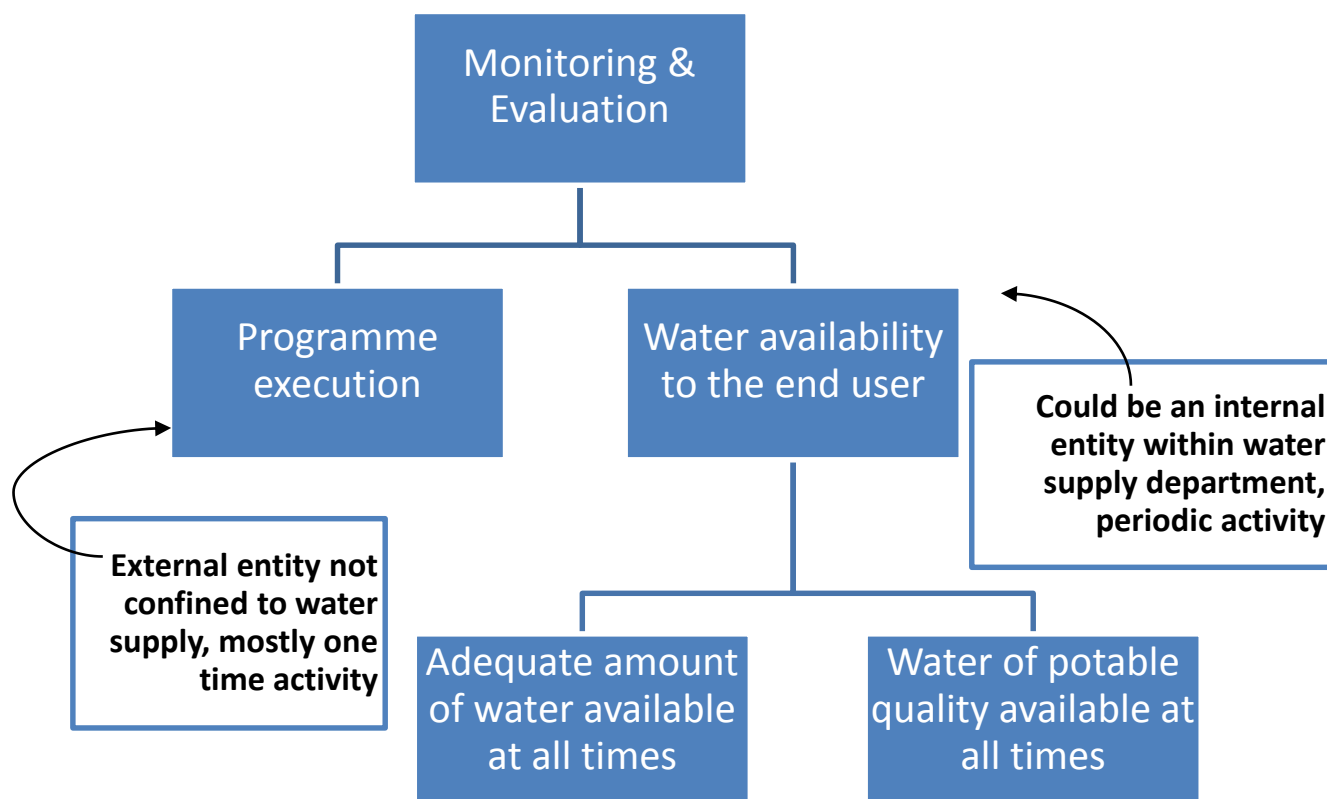 Monitoring &
Evaluation
Programme
execution
Water availability
to the end user
Could be an internal
entity within water
supply department,
periodic activity
External entity not
confined to water
supply, mostly one
time activity
Adequate amount
of water available
at all times
Water of potable
quality available at
all times